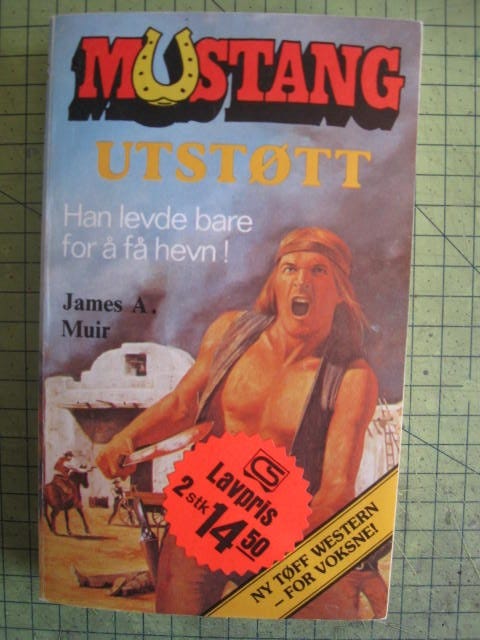 MUSTANG
UTSTØTT
Han levde bare
for å få hevn!
James A.
Muir
CS
Lavpris
2 stk 14.50
NY TØFF WESTERN
– FOR VOKSNE!